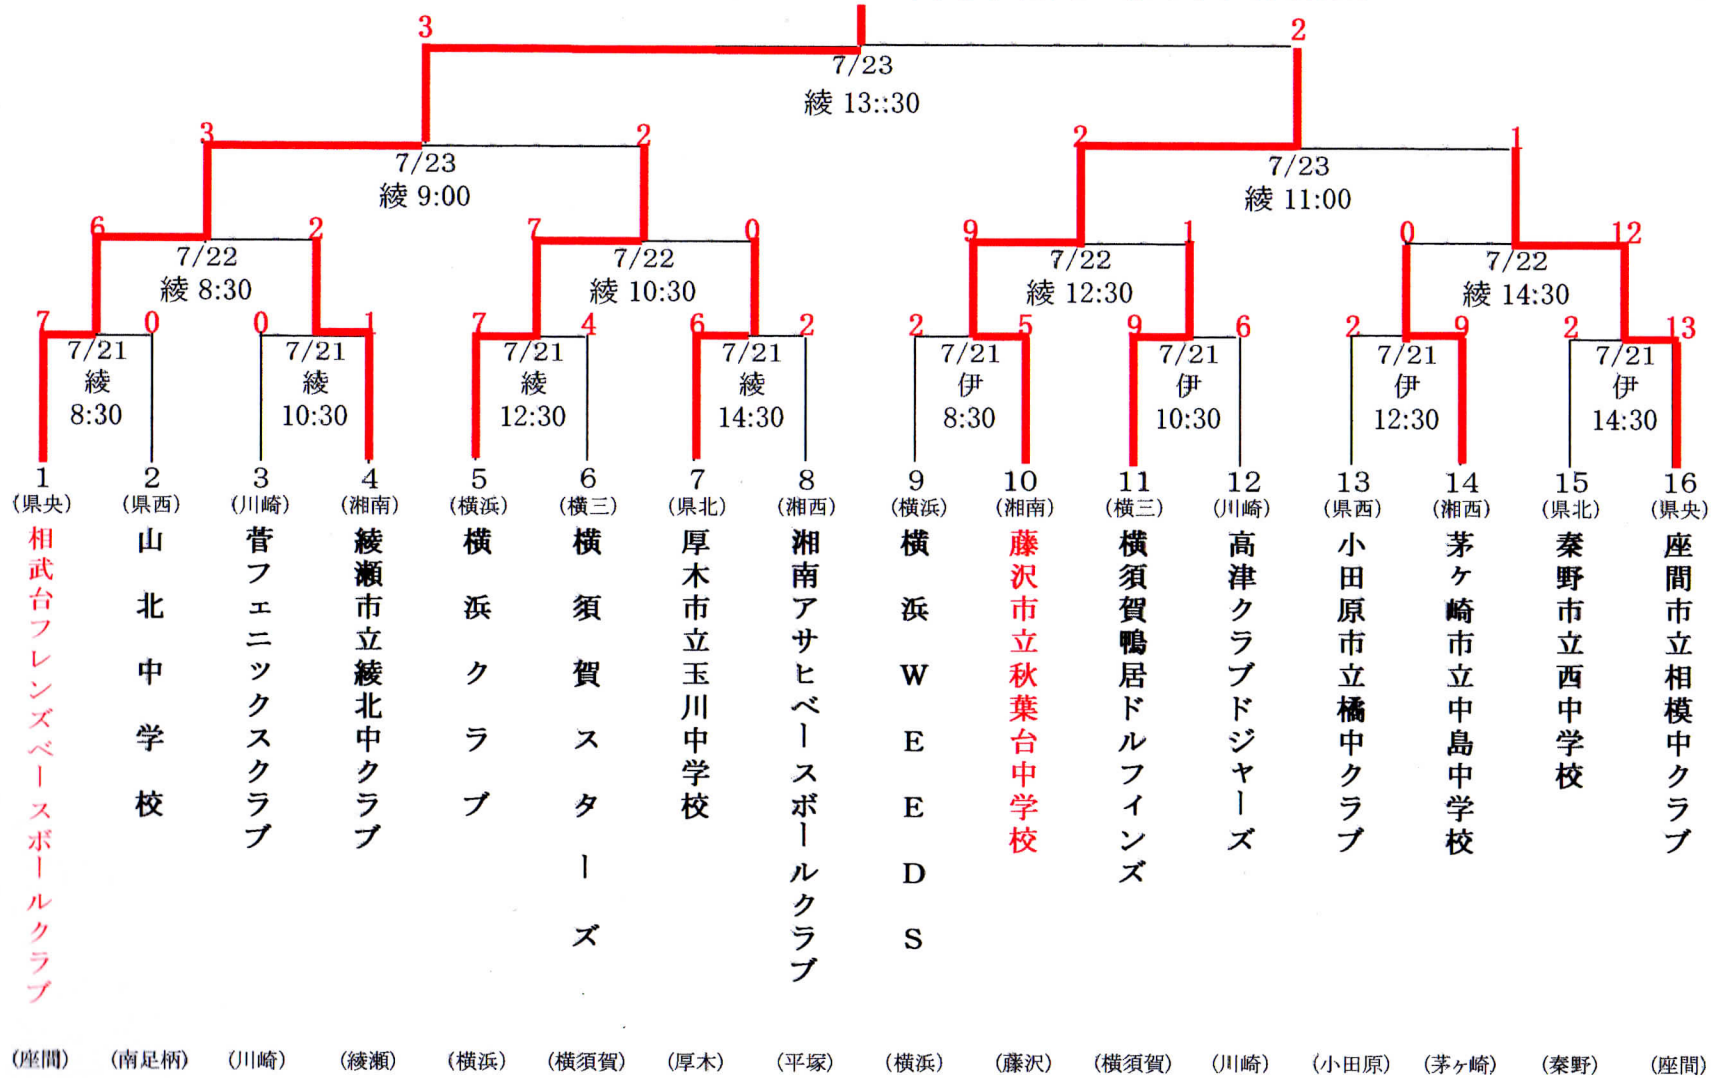 3 2
7/23
綾 13::30
3 2 2 1
7/23 7/23
綾 9:00 綾 11:00
6 2 7 0 9 1 0 12
7/22 7/22 7/22 7/22
綾 8:30 綾 10:30 綾 12:30 綾 14:30
7 0 0 1 7 4 6 2 2 5 9 6 2 9 2 13
7/21 7/21 7/21 7/21 7/21 7/21 7/21 7/21
綾 綾 綾 綾 伊 伊 伊 伊
8:30 10:30 12:30 14:30 8:30 10:30 12:30 14:30
1 2 3 4 5 6 7 8 9 10 11 12 13 14 15 16
(県央) (県西) (川崎) (湘南) (横浜) (横三) (県北) (湘西) (横浜) (湘南) (横三) (川崎) (県西) (湘西) (県北) (県央)
相武台フレンズベースボールクラブ
山北中学校
菅フェニックスクラブ
綾瀬市立綾北中クラブ
横浜クラブ
横須賀スターズ
厚木市立玉川中学校
湘南アサヒベースボールクラブ
横浜WEEDS
藤沢市立秋葉台中学校
横須賀鴨居ドルフィンズ
高津クラブドジャーズ
小田原市立橘中クラブ
茅ケ崎市立中島中学校
秦野市立西中学校
座間市立相模中クラブ
(座間) (南足柄) (川崎) (綾瀬) (横浜) (横須賀) (厚木) (平塚) (横浜) (藤沢) (横須賀) (川崎) (小田原) (茅ヶ崎) (秦野) (座間)